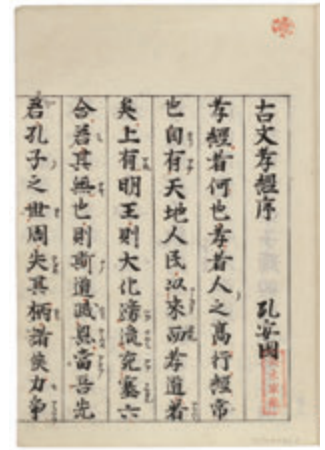 古文孝經序 孔安國
孝經者何也孝者人之高行經常
也自有天地人民以來而孝道著
矣上有明王則大化滂流充塞六
合若其無也則斯道滅息當吾先
君孔子之世周失其柄諸侯力爭